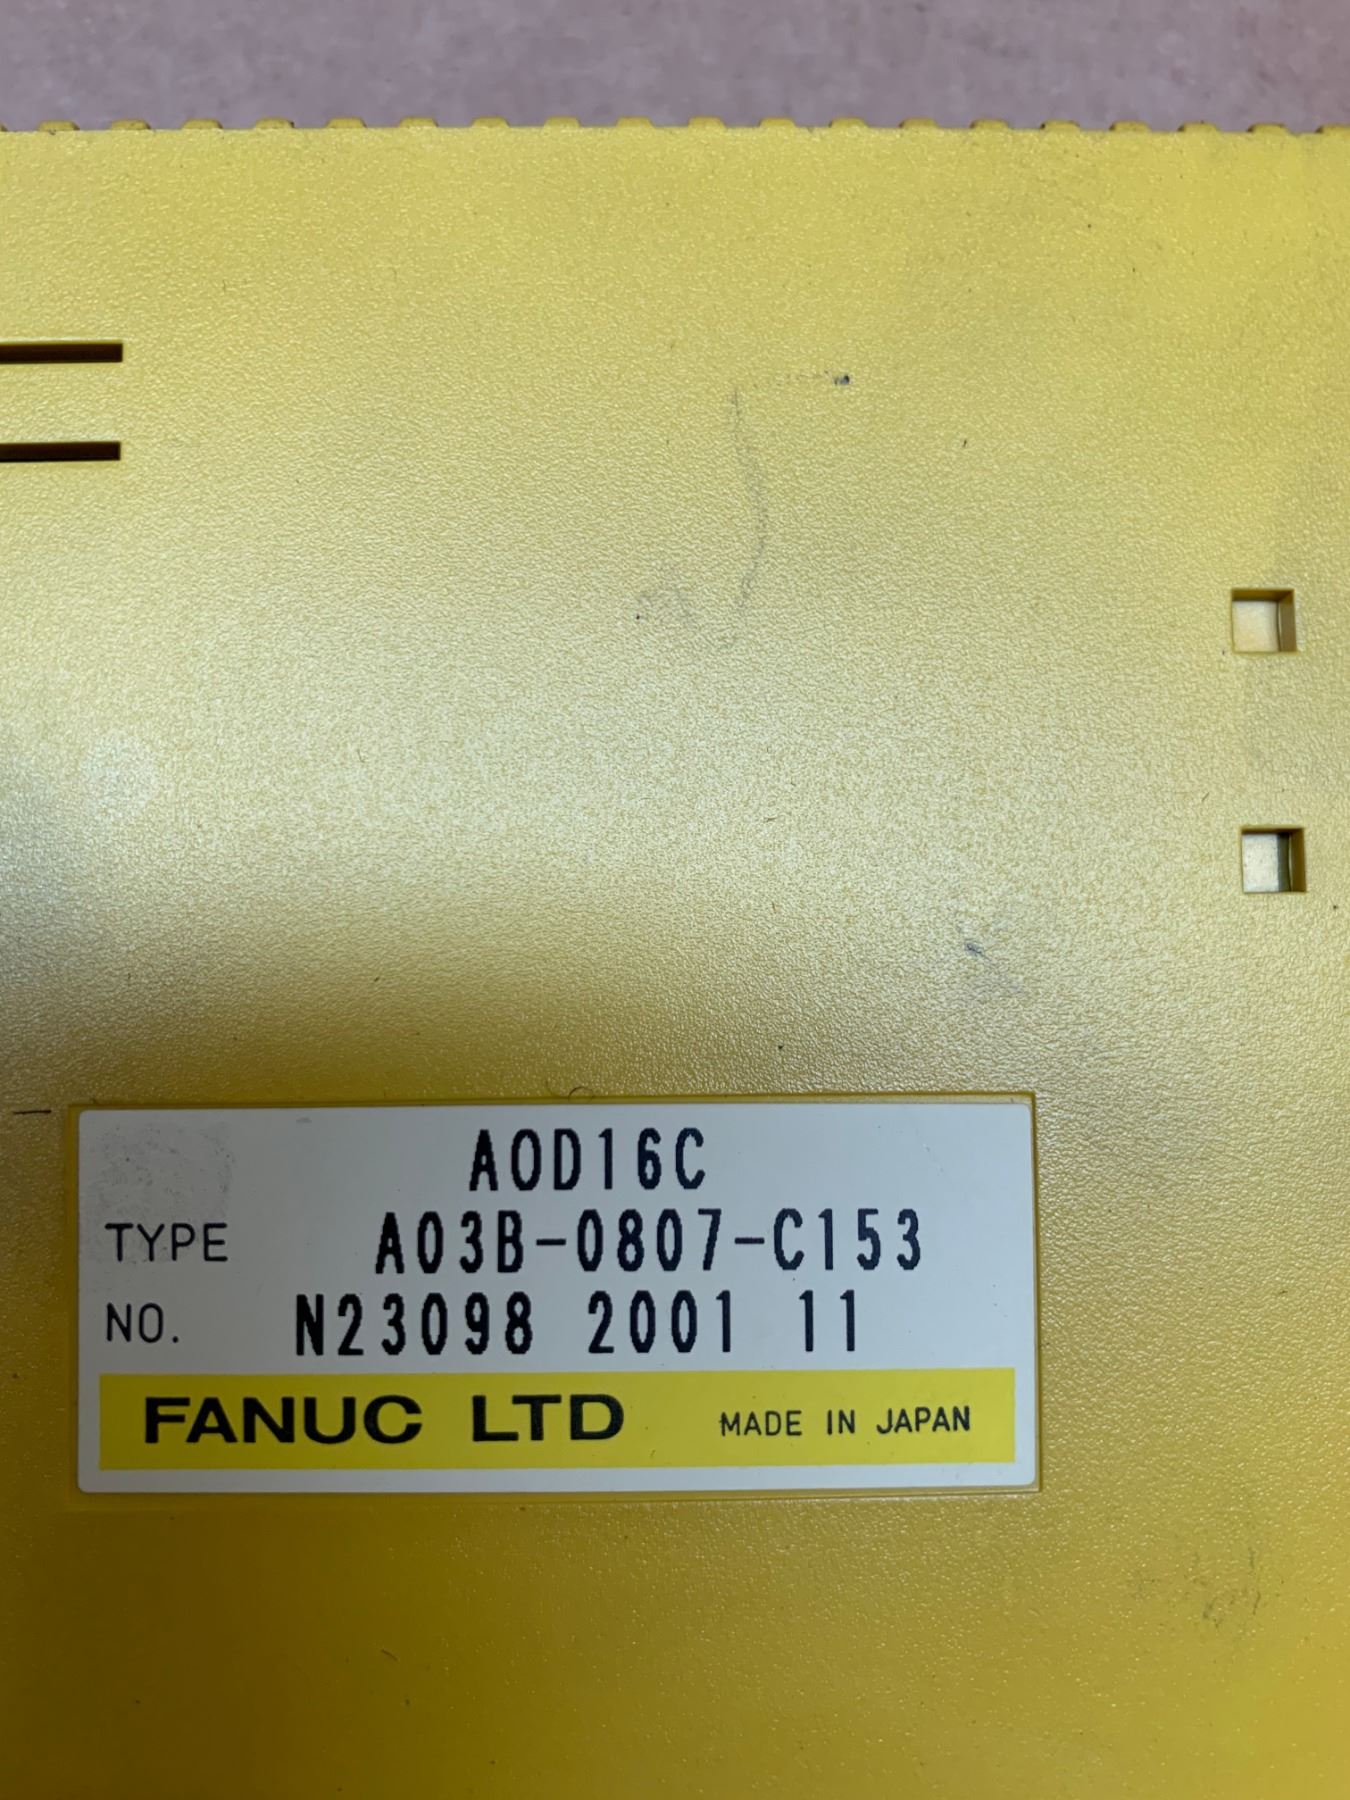 AOD16C
TYPE A03B-0807-C153
NO. N23098 2001 11
FANUC LTD MADE IN JAPAN